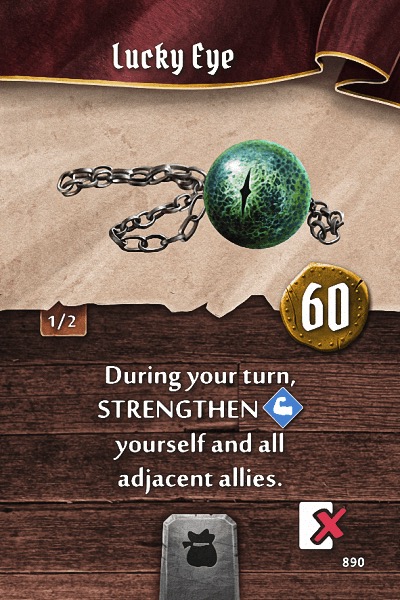 Lucky Eye
60
1/2
During your turn,
STRENGTHEN
yourself and all
adjacent allies.
890